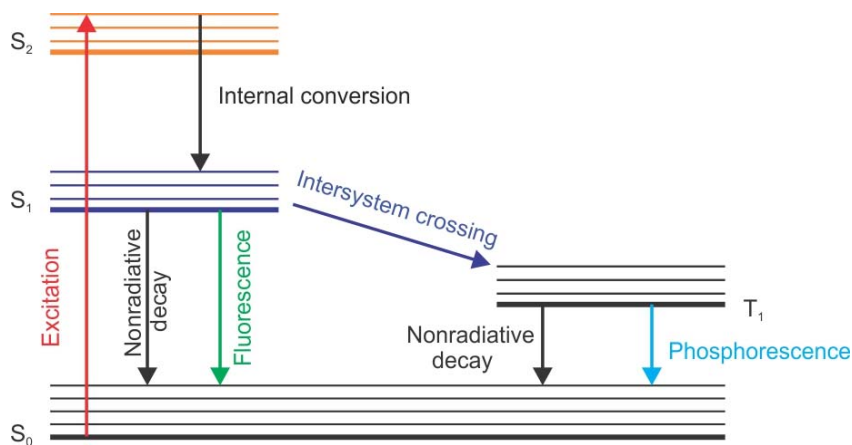 S2
Internal conversion
S1
Intersystem crossing
Excitation
Nonradiative
decay
Fluorescence
T1
Nonradiative
decay
Phosphorescence
S0